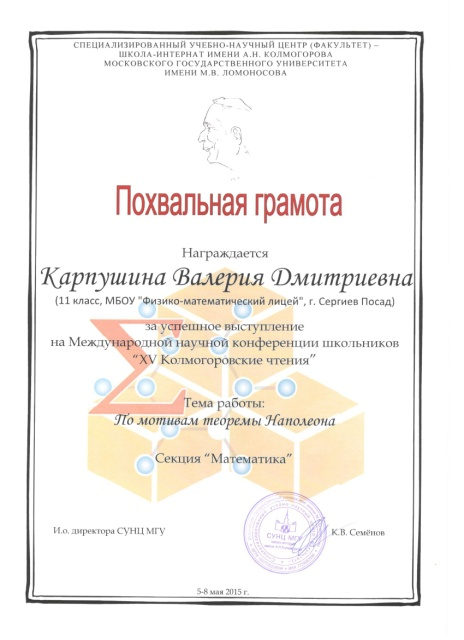 СПЕЦИАЛИЗИРОВАННЫЙ УЧЕБНО-НАУЧНЫЙ ЦЕНТР (ФАКУЛЬТЕТ) –
ШКОЛА-ИНТЕРНАТ ИМЕНИ А.Н. КОЛМОГОРОВА
МОСКОВСКОГО ГОСУДАРСТВЕННОГО УНИВЕРСИТЕТА
ИМЕНИ М.В. ЛОМОНОСОВА
Похвальная грамота
Награждается
Карпушина Валерия Дмитриевна
(11 класс, МБОУ "Физико-математический лицей", г. Сергиев Посад)
за успешное выступление
на Международной научной конференции школьников
“XV Колмогоровские чтения”
Тема работы:
По мотивам теоремы Наполеона
Секция “Математика”
И.о. директора СУНЦ МГУ
СУНЦ МГУ
К.В. Семёнов
5-8 мая 2015 г.